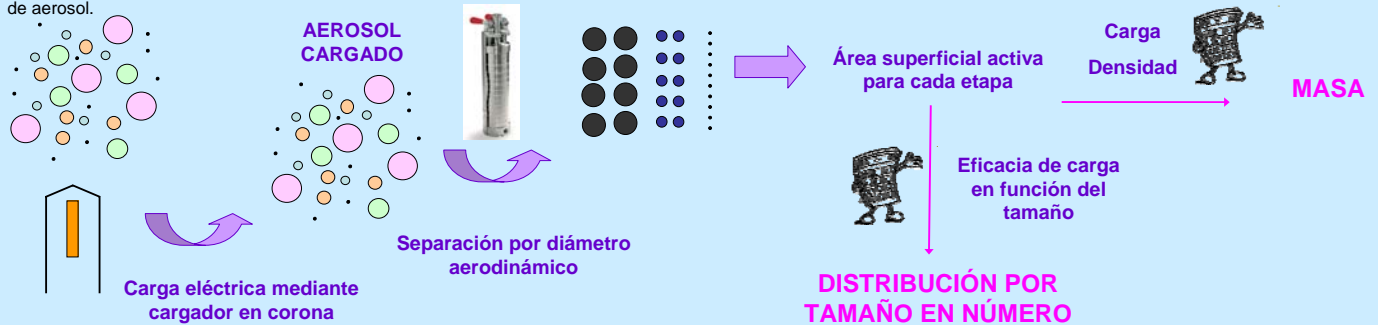 de aerosol.
AEROSOL
CARGADO
Carga eléctrica mediante
cargador en corona
Separación por diámetro
aerodinámico
Área superficial activa
para cada etapa
Carga
Densidad
MASA
Eficacia de carga
en función del
tamaño
DISTRIBUCIÓN POR
TAMAÑO EN NÚMERO